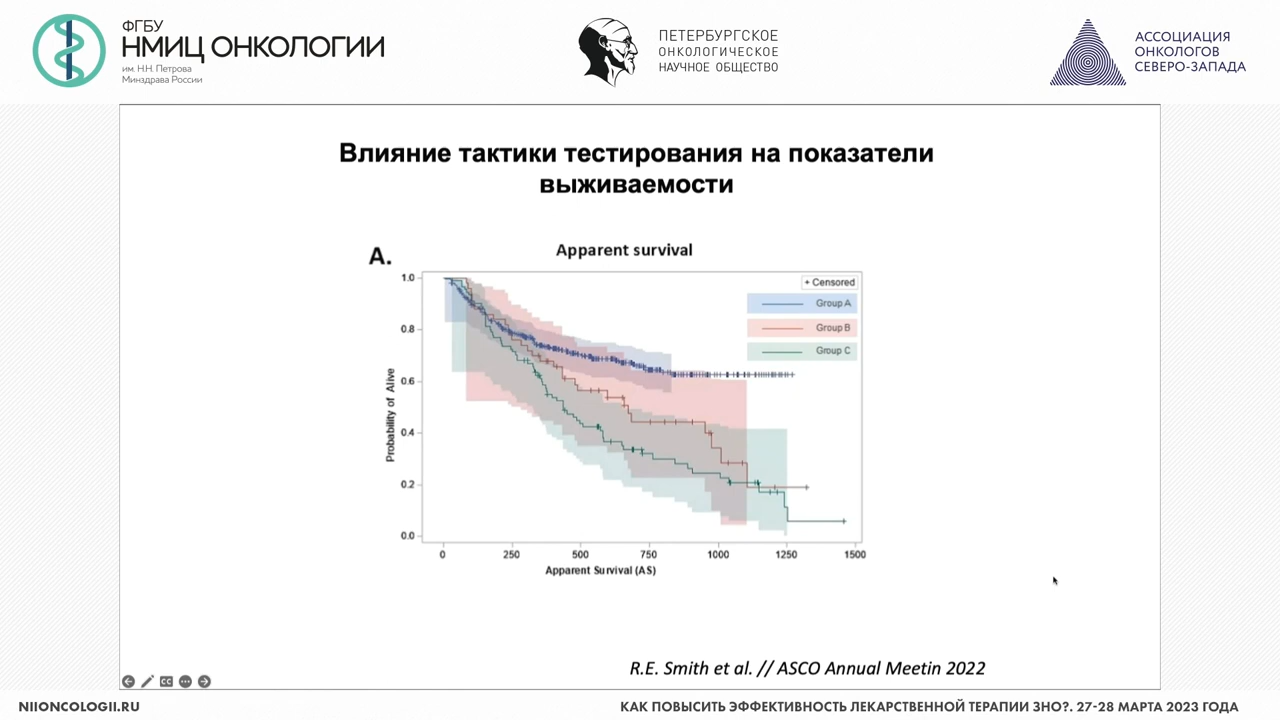 ФГБУ
НМИЦ ОНКОЛОГИИ
им. Н.Н. Петрова
Минздрава России
ПЕТЕРБУРГСКОЕ
ОНКОЛОГИЧЕСКОЕ
НАУЧНОЕ ОБЩЕСТВО
АССОЦИАЦИЯ
ОНКОЛОГОВ
СЕВЕРО-ЗАПАДА
Влияние тактики тестирования на показатели
выживаемости
A.
Apparent survival
+ Censored
Group A
Group B
Group C
Probability of Alive
1.0
0.8
0.6
0.4
0.2
0.0
0 250 500 750 1000 1250 1500
Apparent Survival (AS)
R.E. Smith et al. // ASCO Annual Meetin 2022
CC
NIIONCOLOGII.RU
КАК ПОВЫСИТЬ ЭФФЕКТИВНОСТЬ ЛЕКАРСТВЕННОЙ ТЕРАПИИ ЗНО?. 27-28 МАРТА 2023 ГОДА